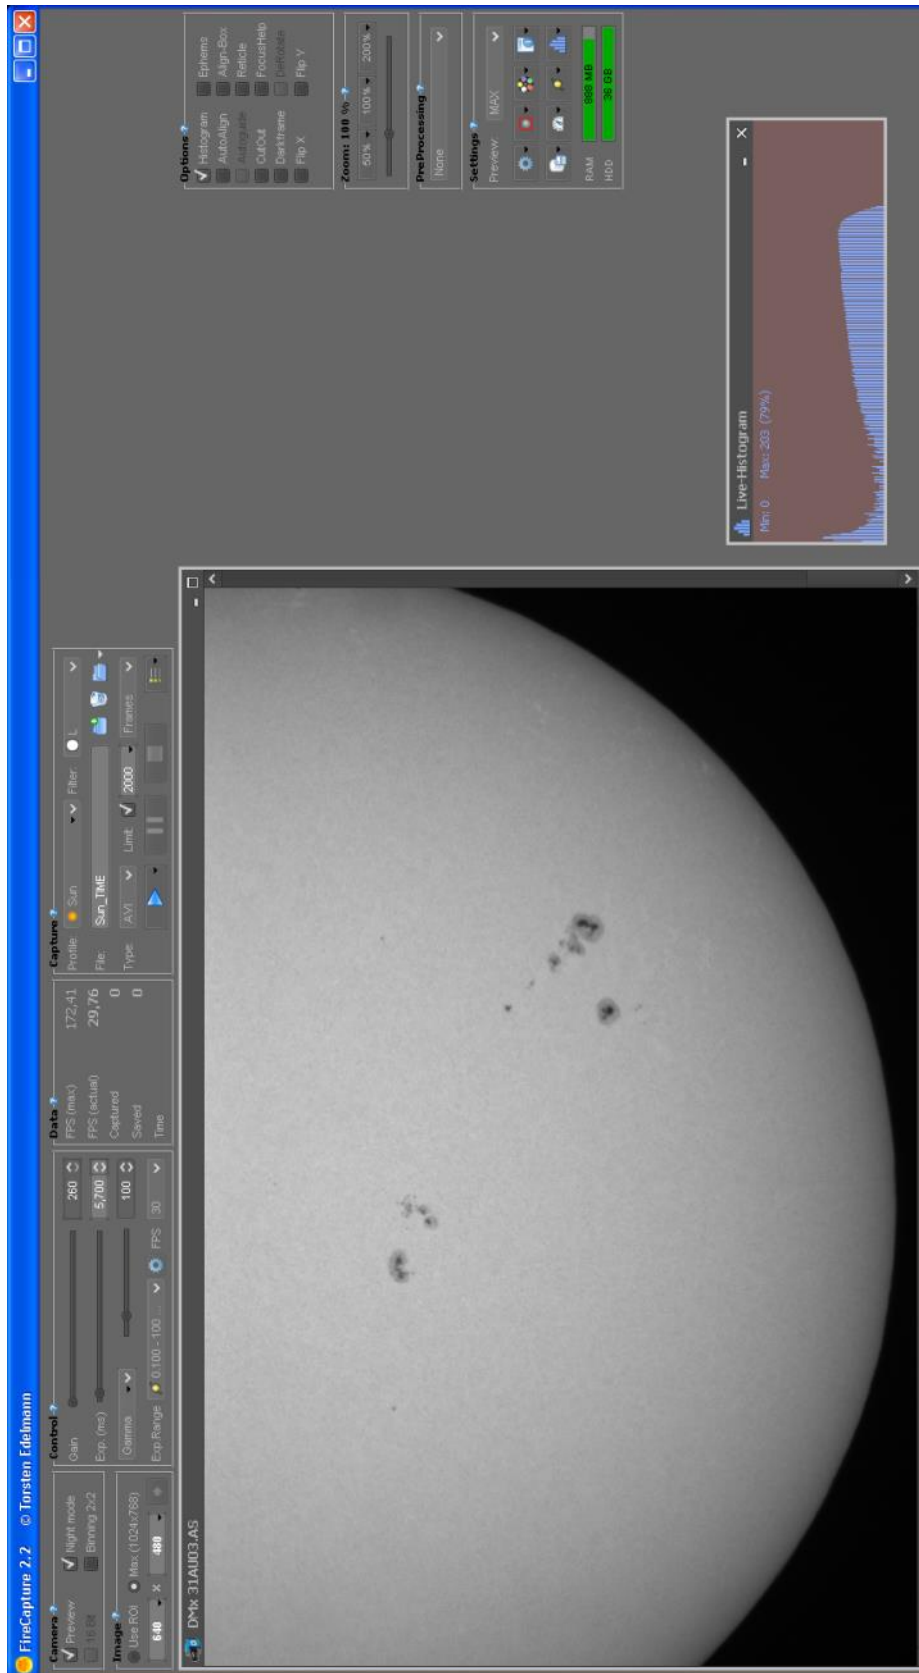 FireCapture 2.2 © Torsten Edelmann
Camera ?
Preview Night mode
16 Bit Binning 2x2
Image ?
Use ROI Max (1024x768)
640 x 480
Control ?
Gain 260
Exp. (ms) 5,700
Gamma 100
Exp.Range 0.100 - 100 ... FPS 30
Data ?
FPS (max) 172,41
FPS (actual) 29,76
Captured 0
Saved 0
Time
Capture ?
Profile: Sun Filter: L
File: Sun_TIME
Type: AVI Limit: 2000 Frames
DMx 31AU03.AS
Options ?
Histogram Ephems
AutoAlign Align-Box
Autoguide Reticle
CutOut FocusHelp
Darkframe DeRotate
Flip X Flip Y
Zoom: 100 % ?
50% 100% 200%
PreProcessing ?
None
Settings ?
Preview: MAX
RAM 888 MB
HDD 36 GB
Live-Histogram
Min: 0 Max: 203 (79%)